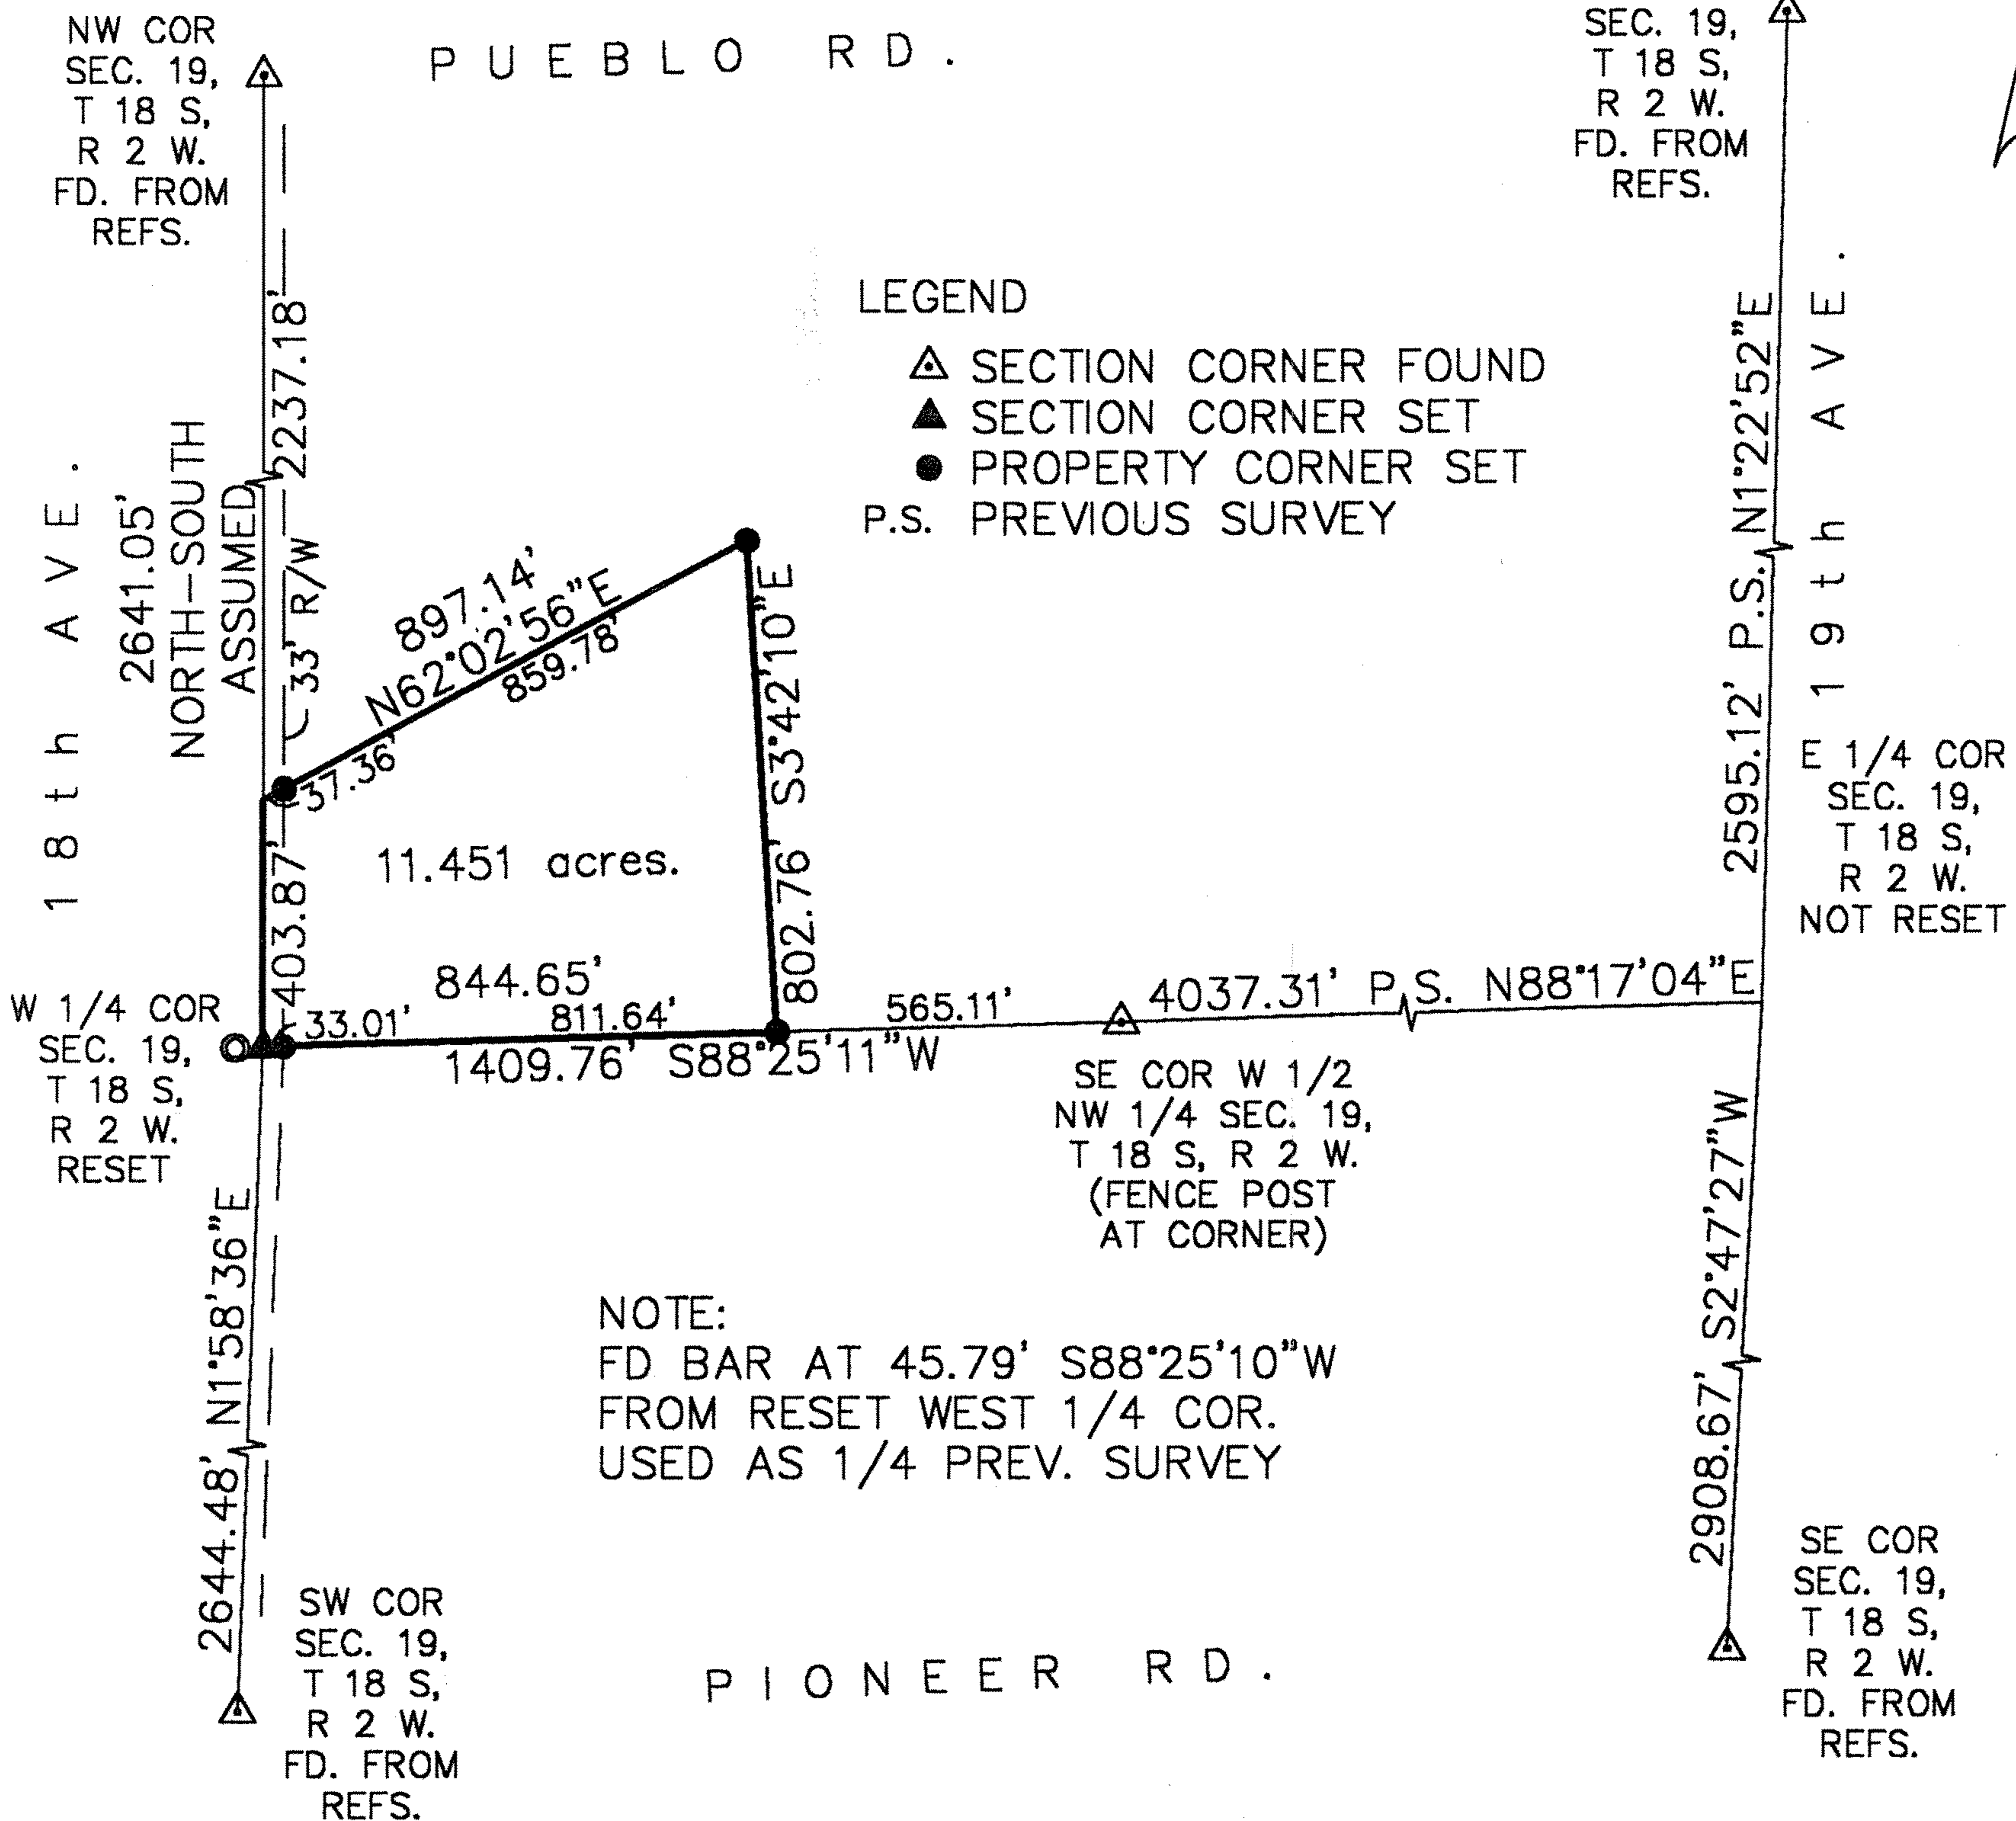 NW COR
SEC. 19,
T 18 S,
R 2 W.
FD. FROM
REFS.
PUEBLO RD.
SEC. 19,
T 18 S,
R 2 W.
FD. FROM
REFS.
LEGEND
SECTION CORNER FOUND
SECTION CORNER SET
PROPERTY CORNER SET
P.S. PREVIOUS SURVEY
18th AVE.
2641.05'
NORTH-SOUTH
ASSUMED
2237.18'
33' R/W
897.14'
N62°02'56"E
859.78'
37.36'
S3°42'10"E
802.76'
403.87'
11.451 acres.
2595.12' P.S. N1°22'52"E
19th AVE.
E 1/4 COR
SEC. 19,
T 18 S,
R 2 W.
NOT RESET
W 1/4 COR
SEC. 19,
T 18 S,
R 2 W.
RESET
844.65'
33.01'
811.64'
1409.76' S88°25'11"W
565.11'
4037.31' P.S. N88°17'04"E
SE COR W 1/2
NW 1/4 SEC. 19,
T 18 S, R 2 W.
(FENCE POST
AT CORNER)
2644.48' N1°58'36"E
2908.67' S2°47'27"W
NOTE:
FD BAR AT 45.79' S88°25'10"W
FROM RESET WEST 1/4 COR.
USED AS 1/4 PREV. SURVEY
SW COR
SEC. 19,
T 18 S,
R 2 W.
FD. FROM
REFS.
PIONEER RD.
SE COR
SEC. 19,
T 18 S,
R 2 W.
FD. FROM
REFS.